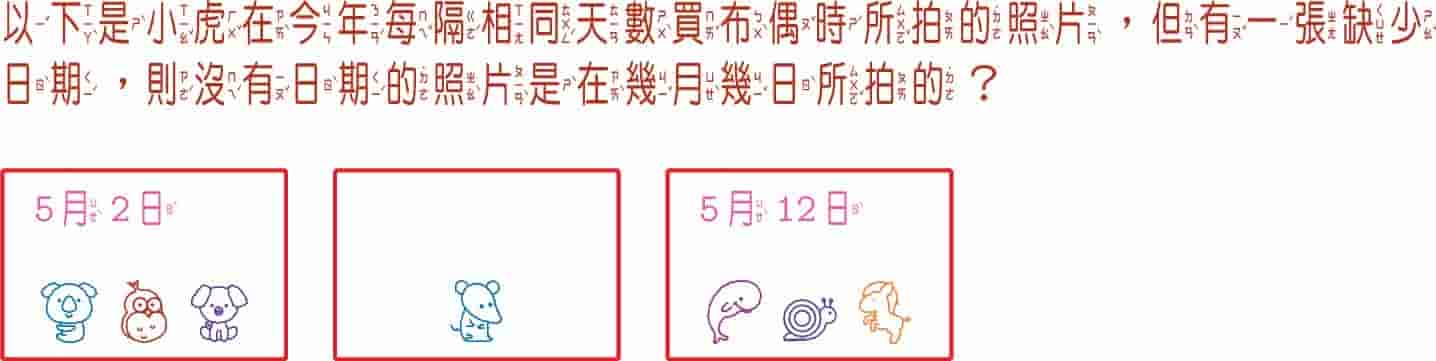 以下是小虎在今年每隔相同天數買布偶時所拍的照片，但有一張缺少
日期，則沒有日期的照片是在幾月幾日所拍的？
5月2日
5月12日